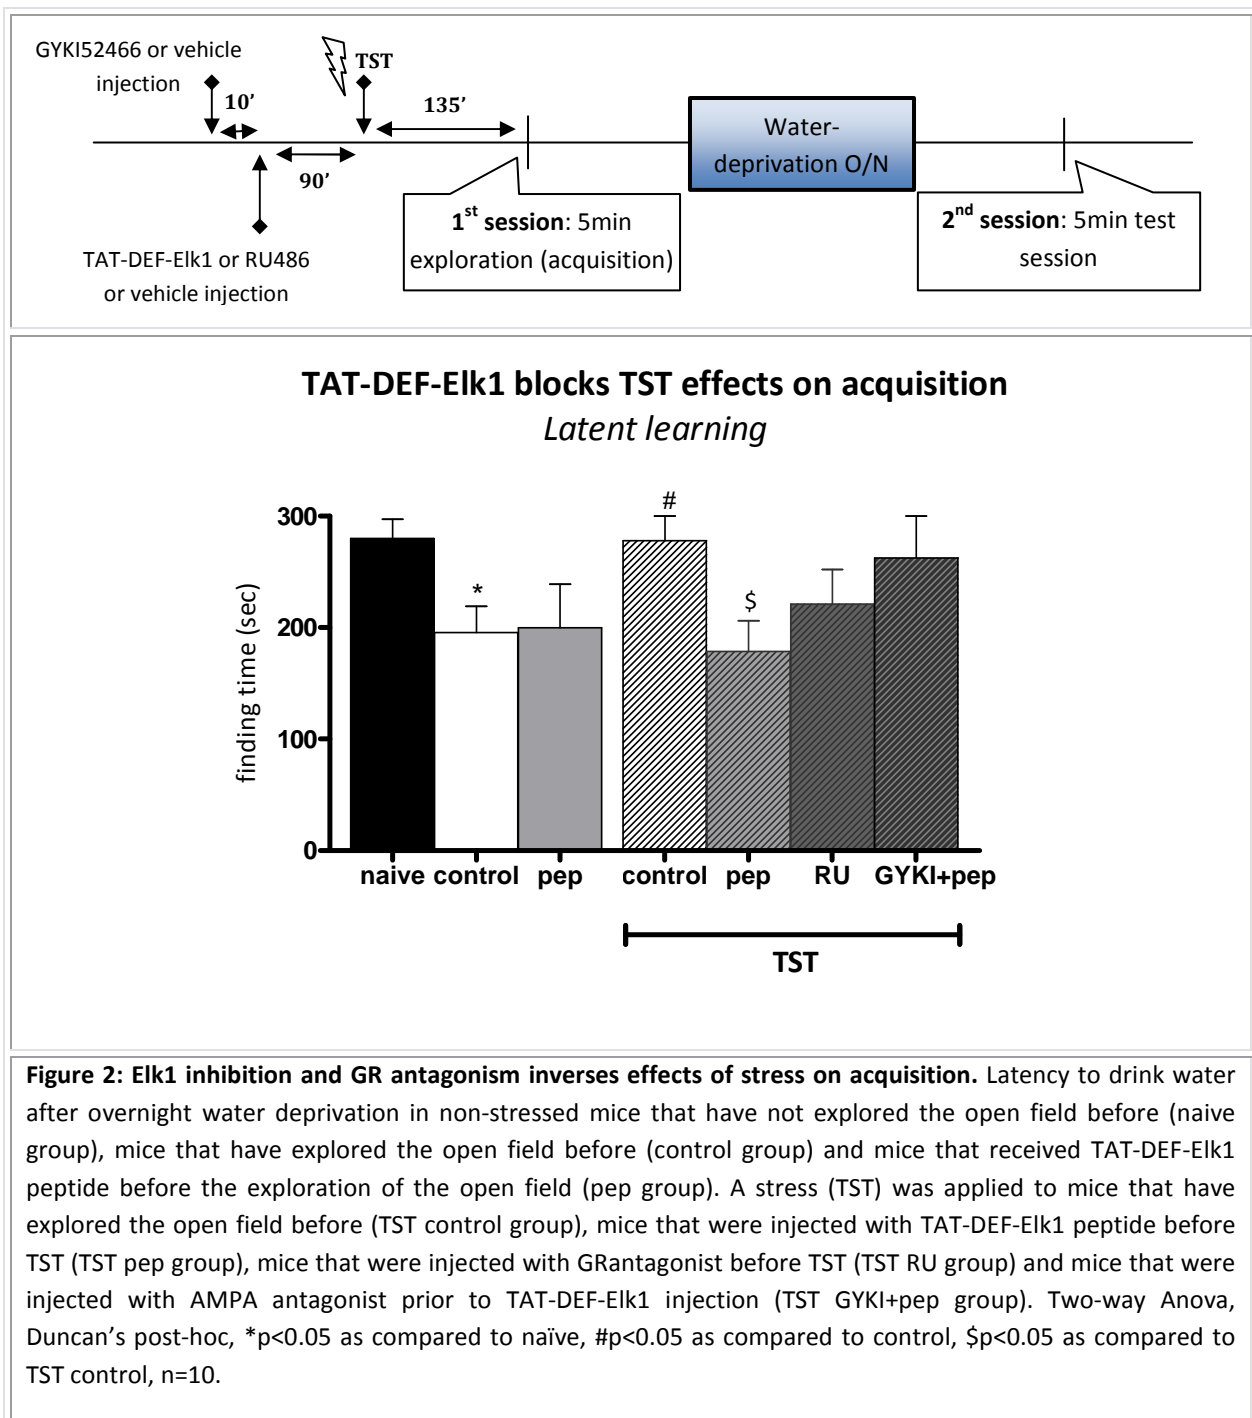 GYKI52466 or vehicle
injection
10’
TST
135’
90’
TAT-DEF-Elk1 or RU486
or vehicle injection
1st session: 5min
exploration (acquisition)
Water-
deprivation O/N
2nd session: 5min test
session
TAT-DEF-Elk1 blocks TST effects on acquisition
Latent learning
finding time (sec)
300
200
100
0
*
#
$
naive control pep control pep RU GYKI+pep
TST
Figure 2: Elk1 inhibition and GR antagonism inverses effects of stress on acquisition. Latency to drink water
after overnight water deprivation in non-stressed mice that have not explored the open field before (naive
group), mice that have explored the open field before (control group) and mice that received TAT-DEF-Elk1
peptide before the exploration of the open field (pep group). A stress (TST) was applied to mice that have
explored the open field before (TST control group), mice that were injected with TAT-DEF-Elk1 peptide before
TST (TST pep group), mice that were injected with GRantagonist before TST (TST RU group) and mice that were
injected with AMPA antagonist prior to TAT-DEF-Elk1 injection (TST GYKI+pep group). Two-way Anova,
Duncan’s post-hoc, *p<0.05 as compared to naïve, #p<0.05 as compared to control, $p<0.05 as compared to
TST control, n=10.